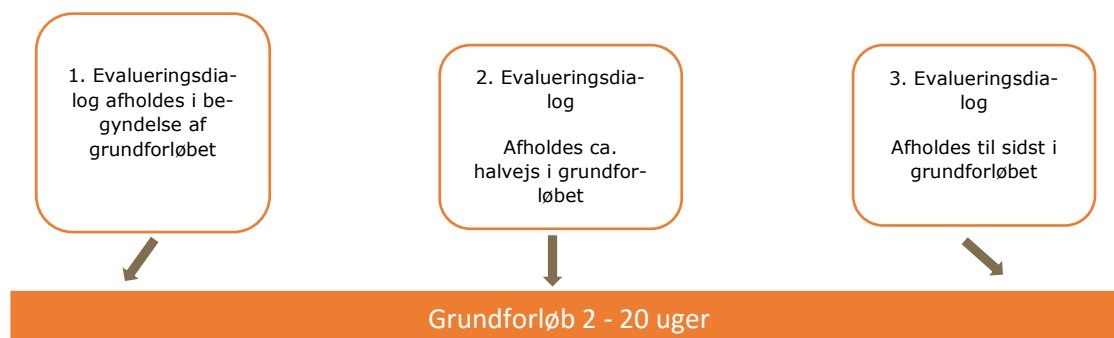 1. Evalueringsdia-
log afholdes i be-
gyndelse af
grundforløbet
2. Evalueringsdia-
log
Afholdes ca.
halvejs i grundfor-
løbet
3. Evalueringsdia-
log
Afholdes til sidst i
grundforløbet
Grundforløb 2 - 20 uger